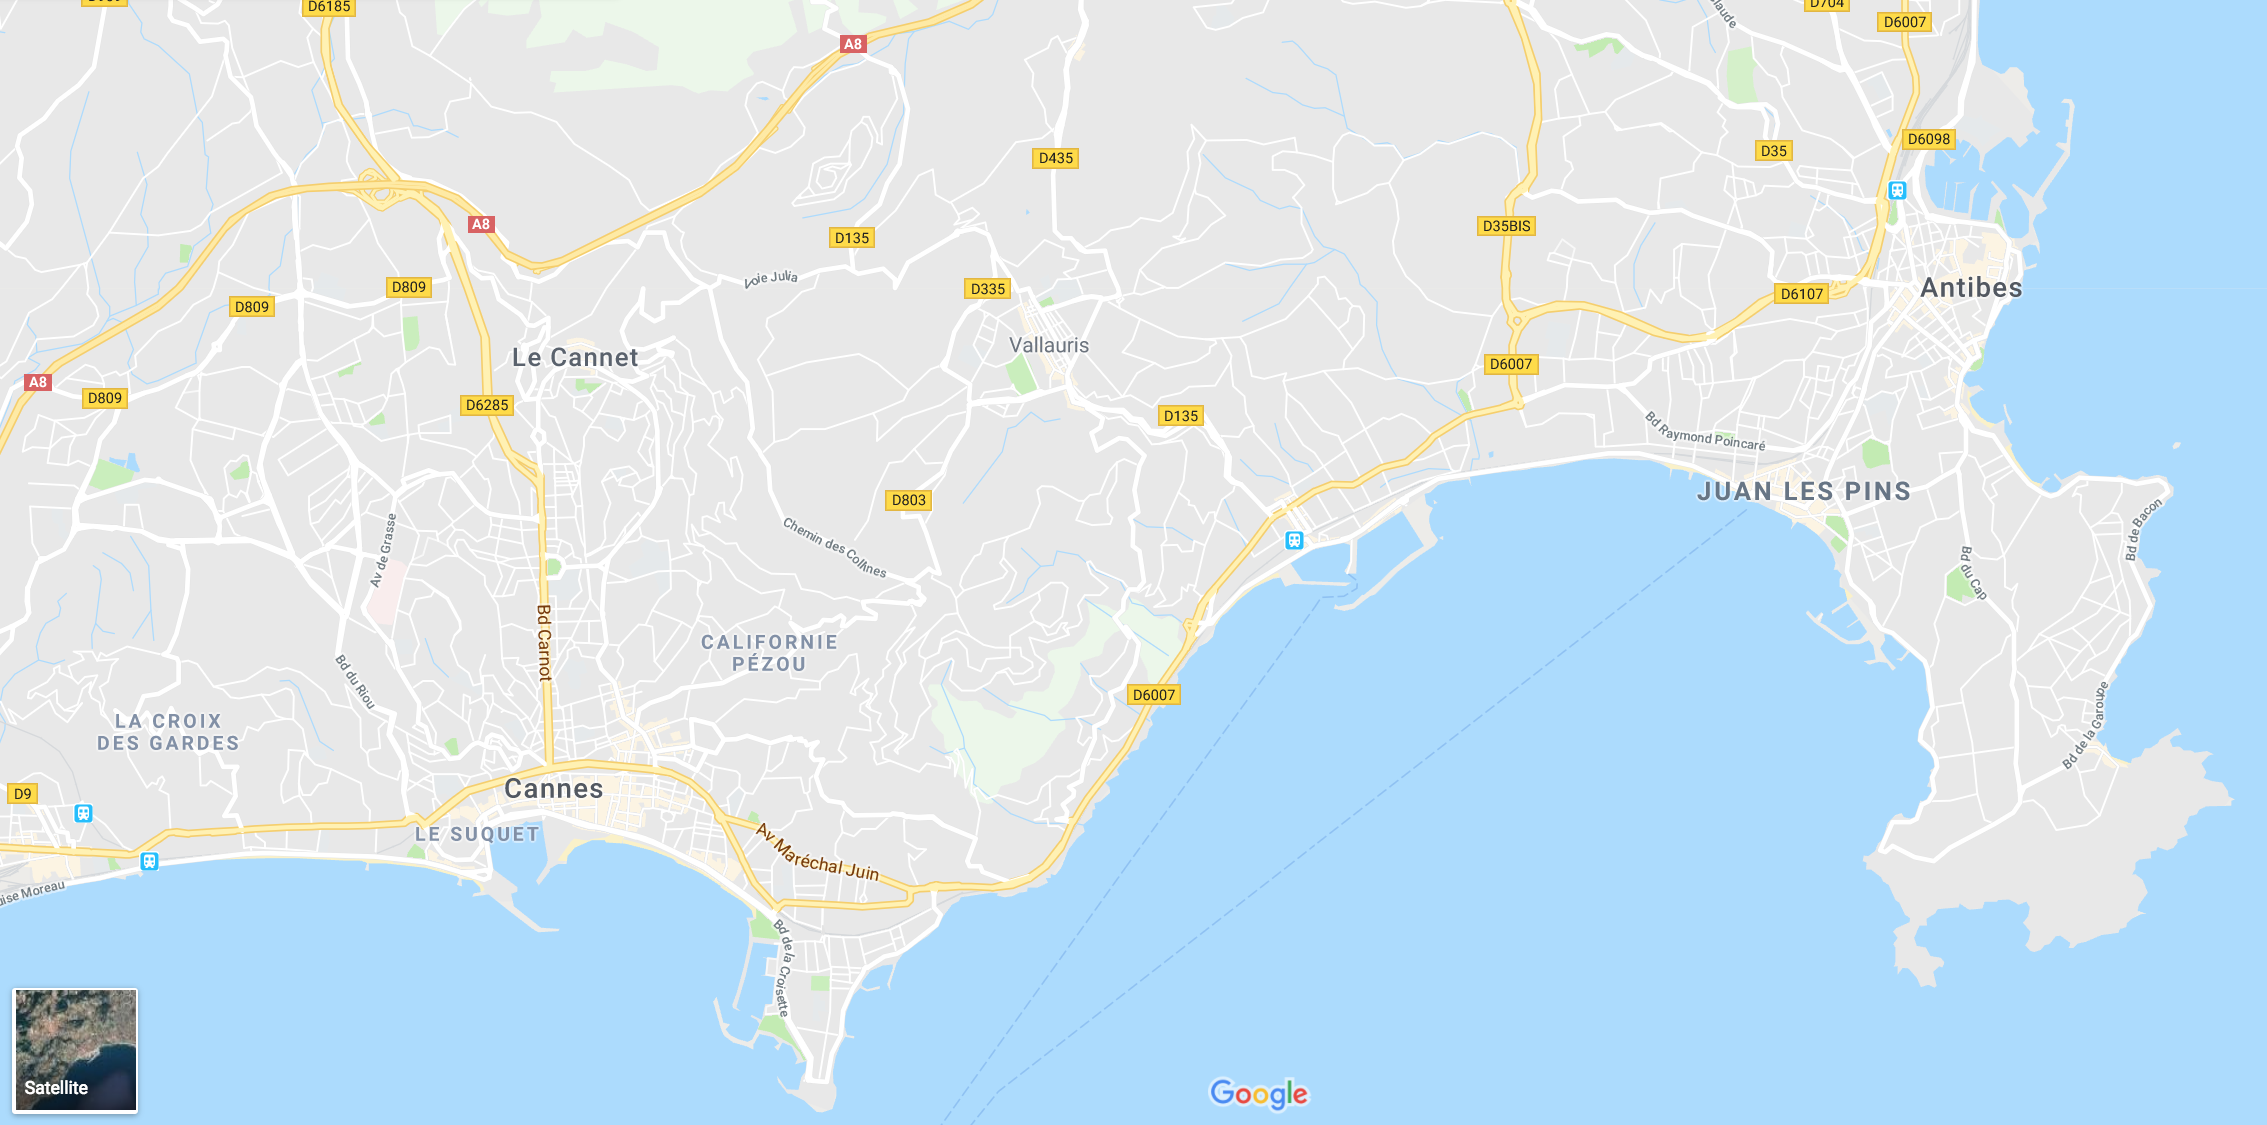 D6185
D704
D6007
A8
D6098
D35
D435
A8
D35BIS
D135
Voie Julia
D809
D335
D809
D6107
Antibes
Vallauris
Le Cannet
D6007
A8
D809
D6285
D135
Bd Raymond Poincaré
JUAN LES PINS
D803
Chemin des Collines
Av de Grasse
Bd de Bacon
Bd du Cap
Bd Carnot
CALIFORNIE
PÉZOU
Bd du Riou
D6007
LA CROIX
DES GARDES
Bd de la Garoupe
Cannes
D9
LE SUQUET
Av Maréchal Juin
Bd de la Croisette
Satellite
Google